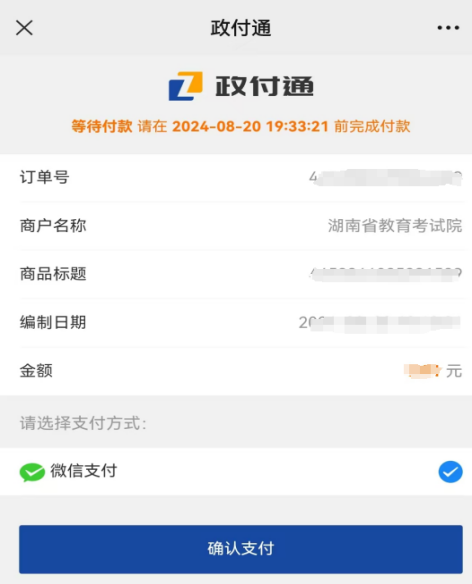 政付通
政付通
等待付款 请在 2024-08-20 19:33:21 前完成付款
订单号
商户名称 湖南省教育考试院
商品标题
编制日期
金额 元
请选择支付方式:
微信支付
确认支付